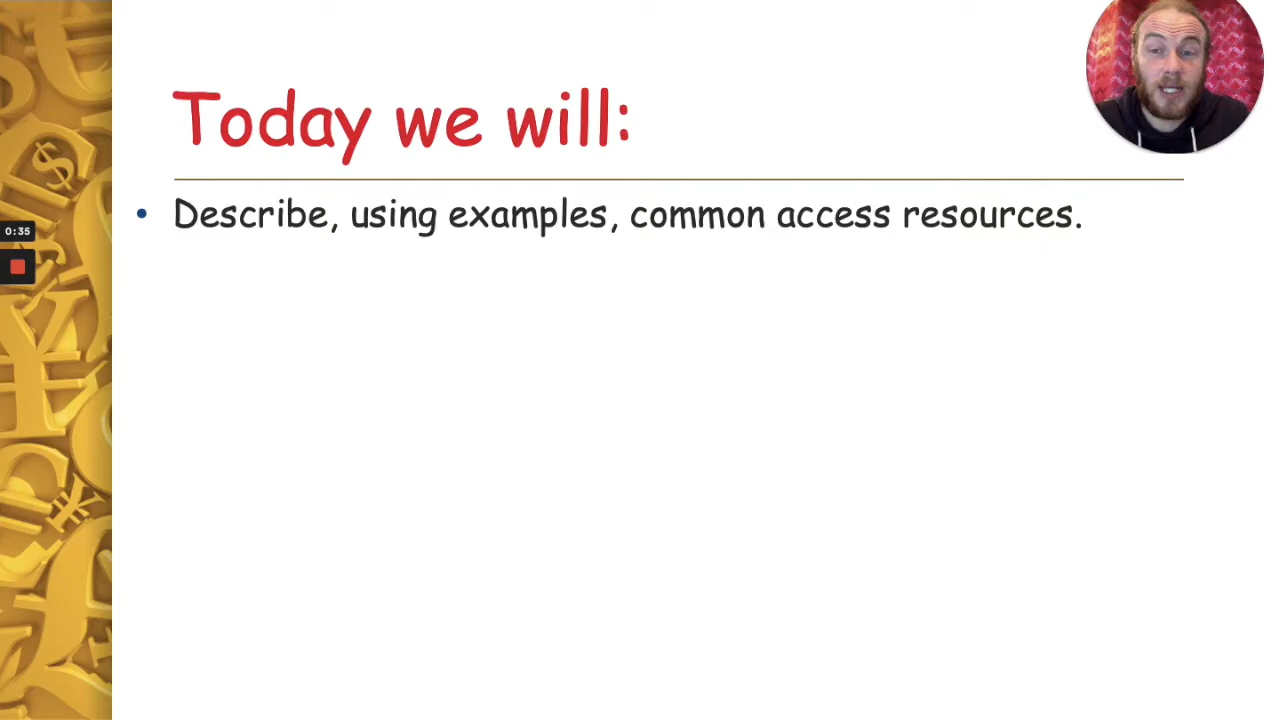 Today we will:
• Describe, using examples, common access resources.
0:35